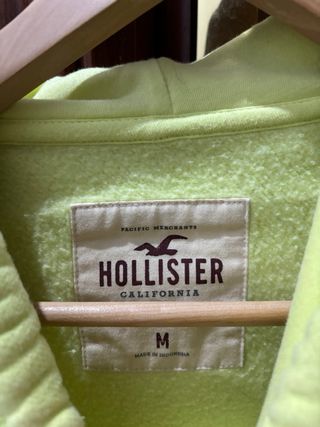 PACIFIC MERCHANTS
HOLLISTER
CALIFORNIA
M
MADE IN INDONESIA